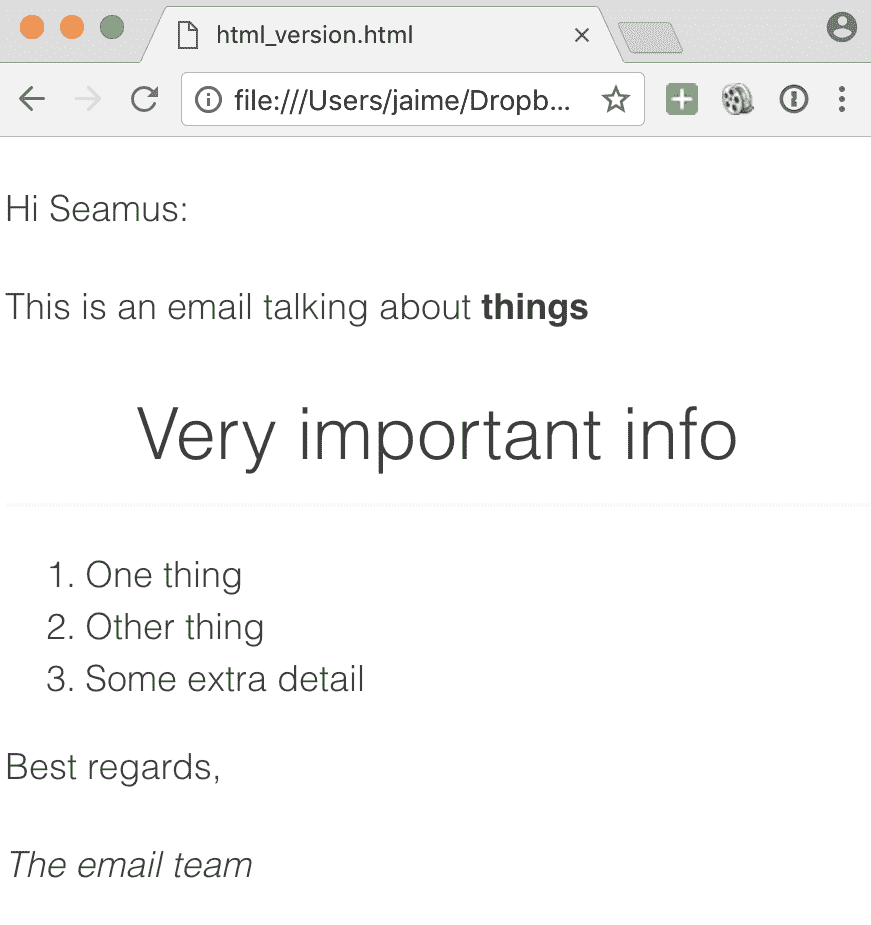 html_version.html
file:///Users/jaime/Dropb...
Hi Seamus:
This is an email talking about things
Very important info
1. One thing
2. Other thing
3. Some extra detail
Best regards,
The email team